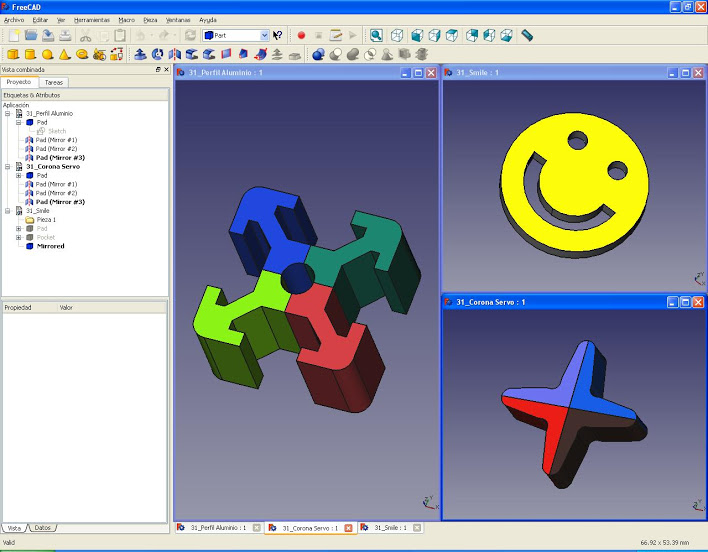 FreeCAD
Archivo Editar Ver Herramientas Macro Pieza Ventanas Ayuda
Part
Vista combinada
Proyecto Tareas
Etiquetas & Atributos
Aplicación
31_Perfil Aluminio
Pad
Sketch
Pad (Mirror #1)
Pad (Mirror #2)
Pad (Mirror #3)
31_Corona Servo
Pad
Pad (Mirror #1)
Pad (Mirror #2)
Pad (Mirror #3)
31_Smile
Pieza 1
Pad
Pocket
Mirrored
Propiedad Valor
Vista Datos
31_Perfil Aluminio : 1
31_Smile : 1
31_Corona Servo : 1
31_Perfil Aluminio : 1 31_Corona Servo : 1 31_Smile : 1
Valid 66.92 x 53.39 mm